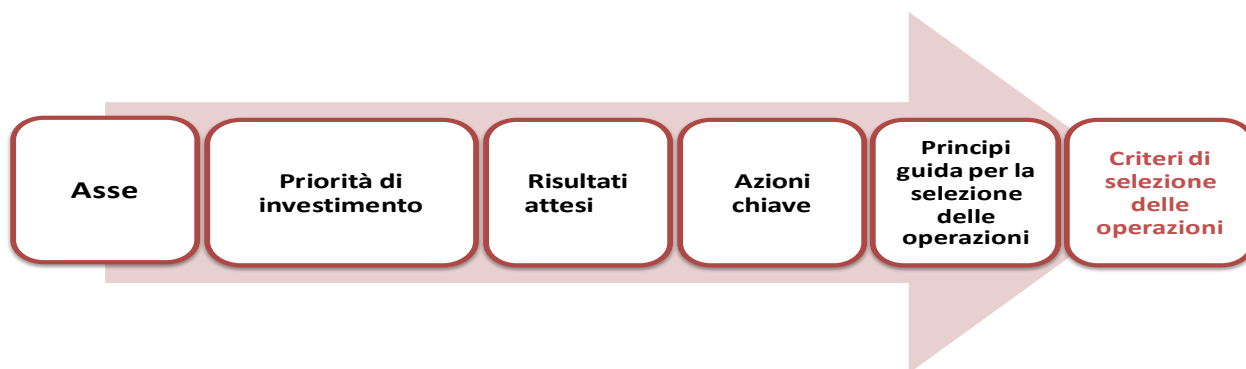 Asse
Priorità di
investimento
Risultati
attesi
Azioni
chiave
Principi
guida per la
selezione
delle
operazioni
Criteri di
selezione
delle
operazioni